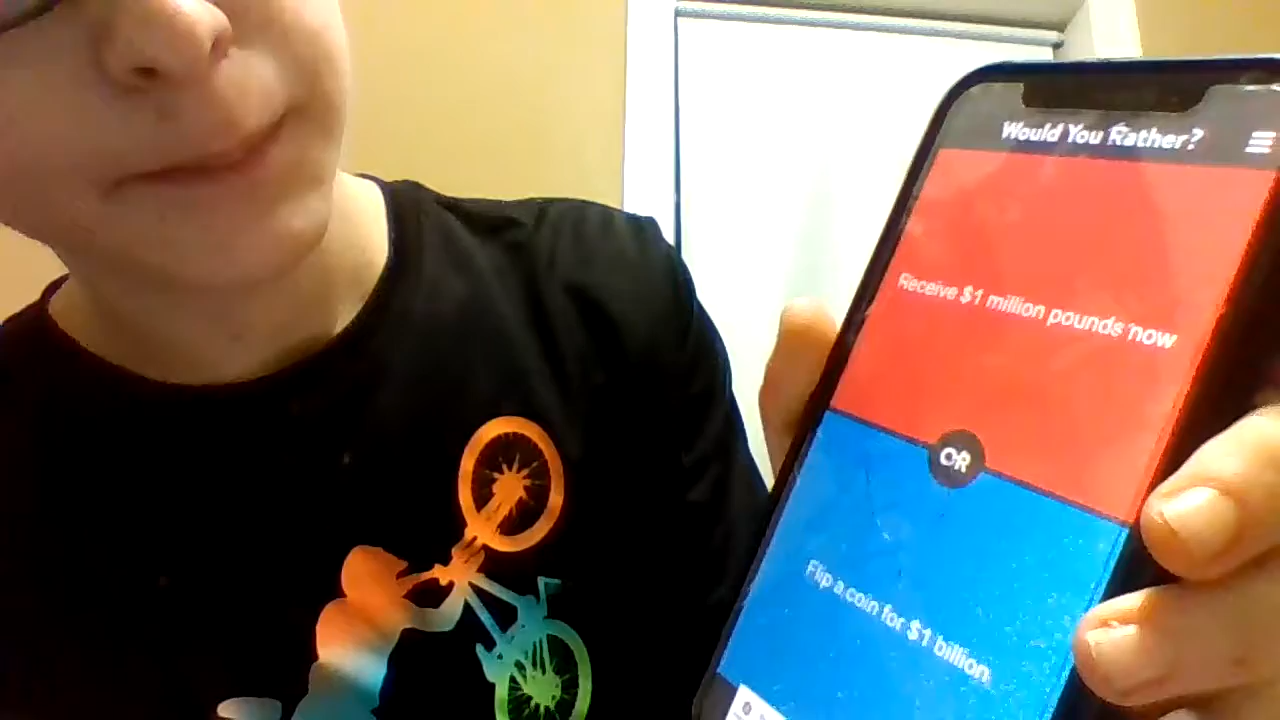 Would You Rather?
Receive $1 million pounds now
OR
Flip a coin for $1 billion